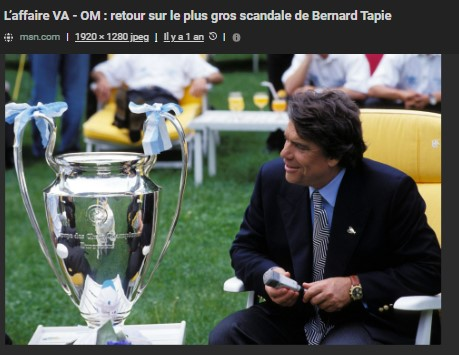 L'affaire VA - OM : retour sur le plus gros scandale de Bernard Tapie
msn.com | 1920 × 1280 jpeg | Il y a 1 an